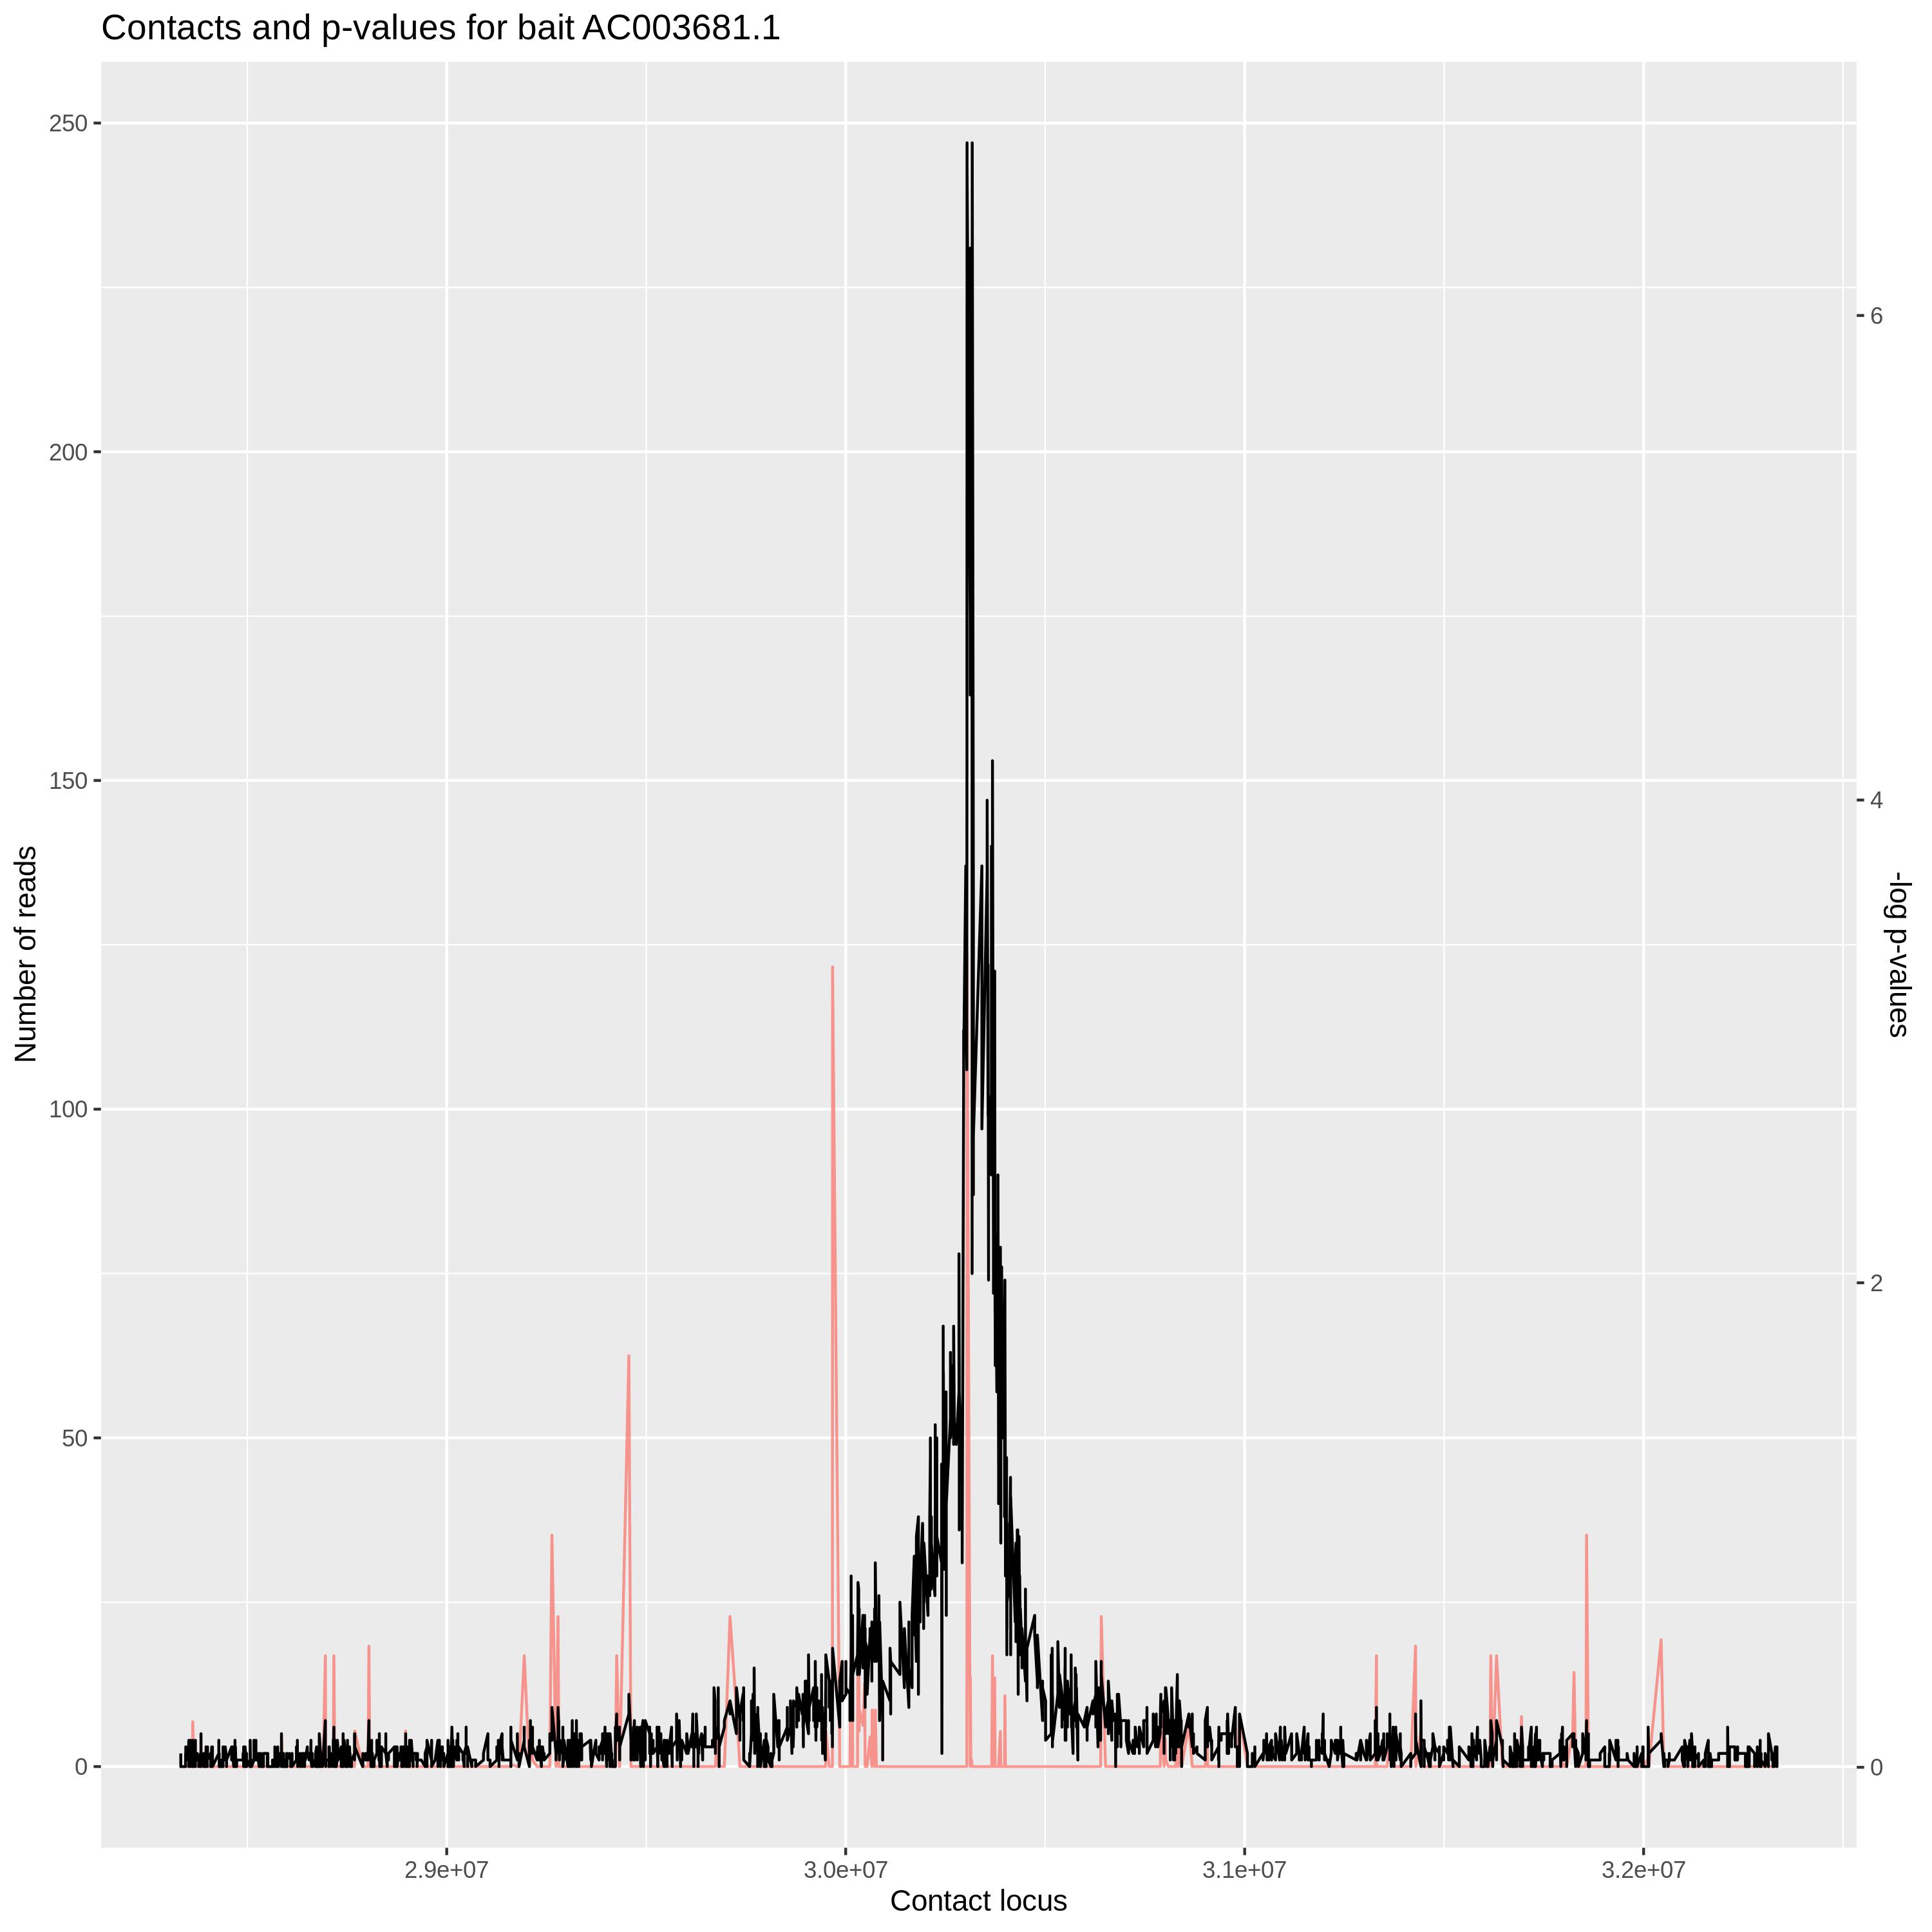 Contacts and p-values for bait AC003681.1
250
200
150
100
50
0
Number of reads
6
4
2
0
-log p-values
2.9e+07
3.0e+07
3.1e+07
3.2e+07
Contact locus